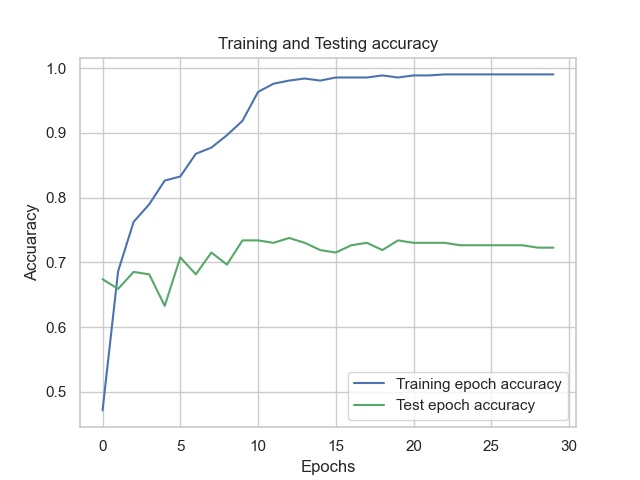 Training and Testing accuracy
1.0
0.9
0.8
0.7
0.6
0.5
Accuaracy
0 5 10 15 20 25 30
Epochs
Training epoch accuracy
Test epoch accuracy